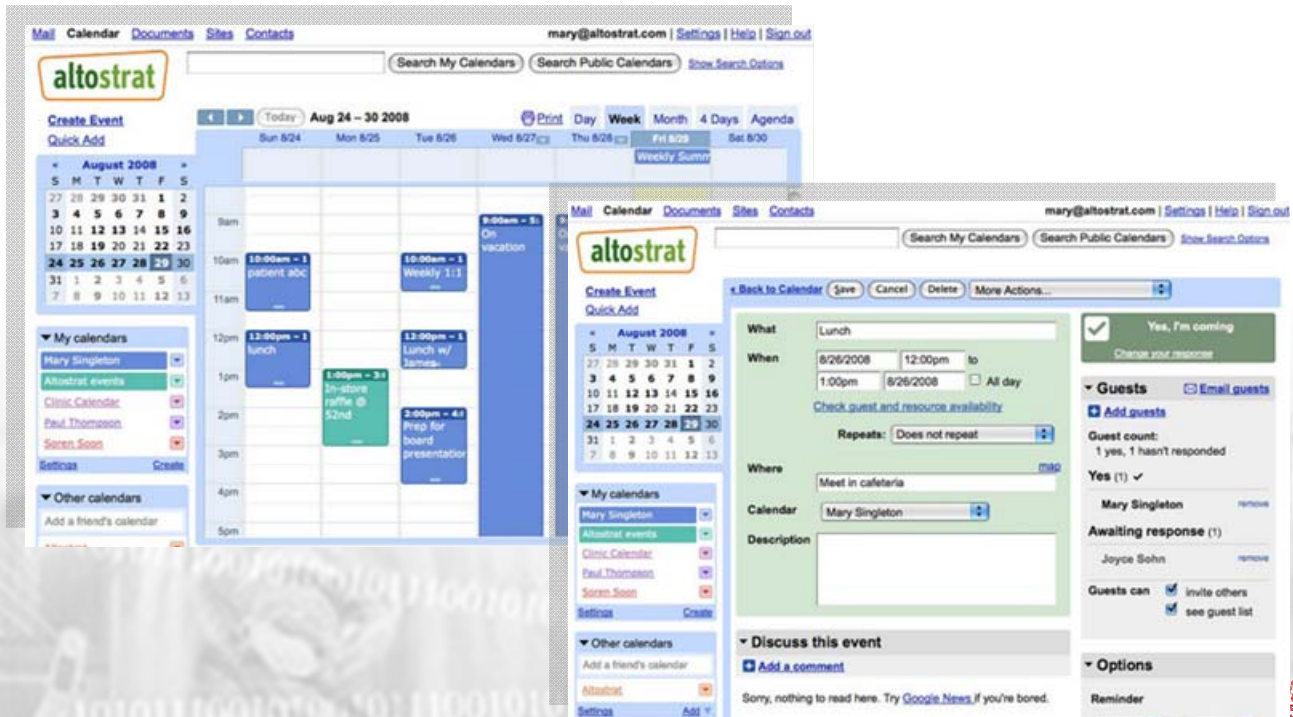 Mail Calendar Documents Sites Contacts mary@altostrat.com | Settings | Help | Sign out
altostrat
Search My Calendars Search Public Calendars Show Search Options
Create Event
Quick Add
Today Aug 24 – 30 2008 Print Day Week Month 4 Days Agenda
Sun 8/24 Mon 8/25 Tue 8/26 Wed 8/27 Thu 8/28 Fri 8/29 Sat 8/30
Weekly Summ
« August 2008 »
S M T W T F S
27 28 29 30 31 1 2
3 4 5 6 7 8 9
10 11 12 13 14 15 16
17 18 19 20 21 22 23
24 25 26 27 28 29 30
31 1 2 3 4 5 6
7 8 9 10 11 12 13
9am
10am
11am
12pm
1pm
2pm
3pm
4pm
5pm
10:00am – 1
patient abc
12:00pm – 1
lunch
1:00pm – 3:
In-store
raffle @
52nd
10:00am – 1
Weekly 1:1
12:00pm – 1
Lunch w/
James-
2:00pm – 4:
Prep for
board
presentation
9:00am – 5:
On
vacation
My calendars
Mary Singleton
Altostrat events
Clinic Calendar
Paul Thompson
Soren Soon
Settings Create
Other calendars
Add a friend's calendar
Mail Calendar Documents Sites Contacts mary@altostrat.com | Settings | Help | Sign out
altostrat
Search My Calendars Search Public Calendars Show Search Options
Create Event
Quick Add
« August 2008 »
S M T W T F S
27 28 29 30 31 1 2
3 4 5 6 7 8 9
10 11 12 13 14 15 16
17 18 19 20 21 22 23
24 25 26 27 28 29 30
31 1 2 3 4 5 6
7 8 9 10 11 12 13
My calendars
Mary Singleton
Altostrat events
Clinic Calendar
Paul Thompson
Soren Soon
Settings Create
Other calendars
Add a friend's calendar
Altostrat
Settings Add
« Back to Calendar Save Cancel Delete More Actions...
What Lunch
When 8/26/2008 12:00pm to
1:00pm 8/26/2008 All day
Check guest and resource availability
Repeats: Does not repeat
Where map
Meet in cafeteria
Calendar Mary Singleton
Description
Discuss this event
Add a comment
Sorry, nothing to read here. Try Google News if you're bored.
Yes, I'm coming
Change your response
Guests Email guests
Add guests
Guest count:
1 yes, 1 hasn't responded
Yes (1)
Mary Singleton remove
Awaiting response (1)
Joyce Sohn remove
Guests can invite others
see guest list
Options
Reminder